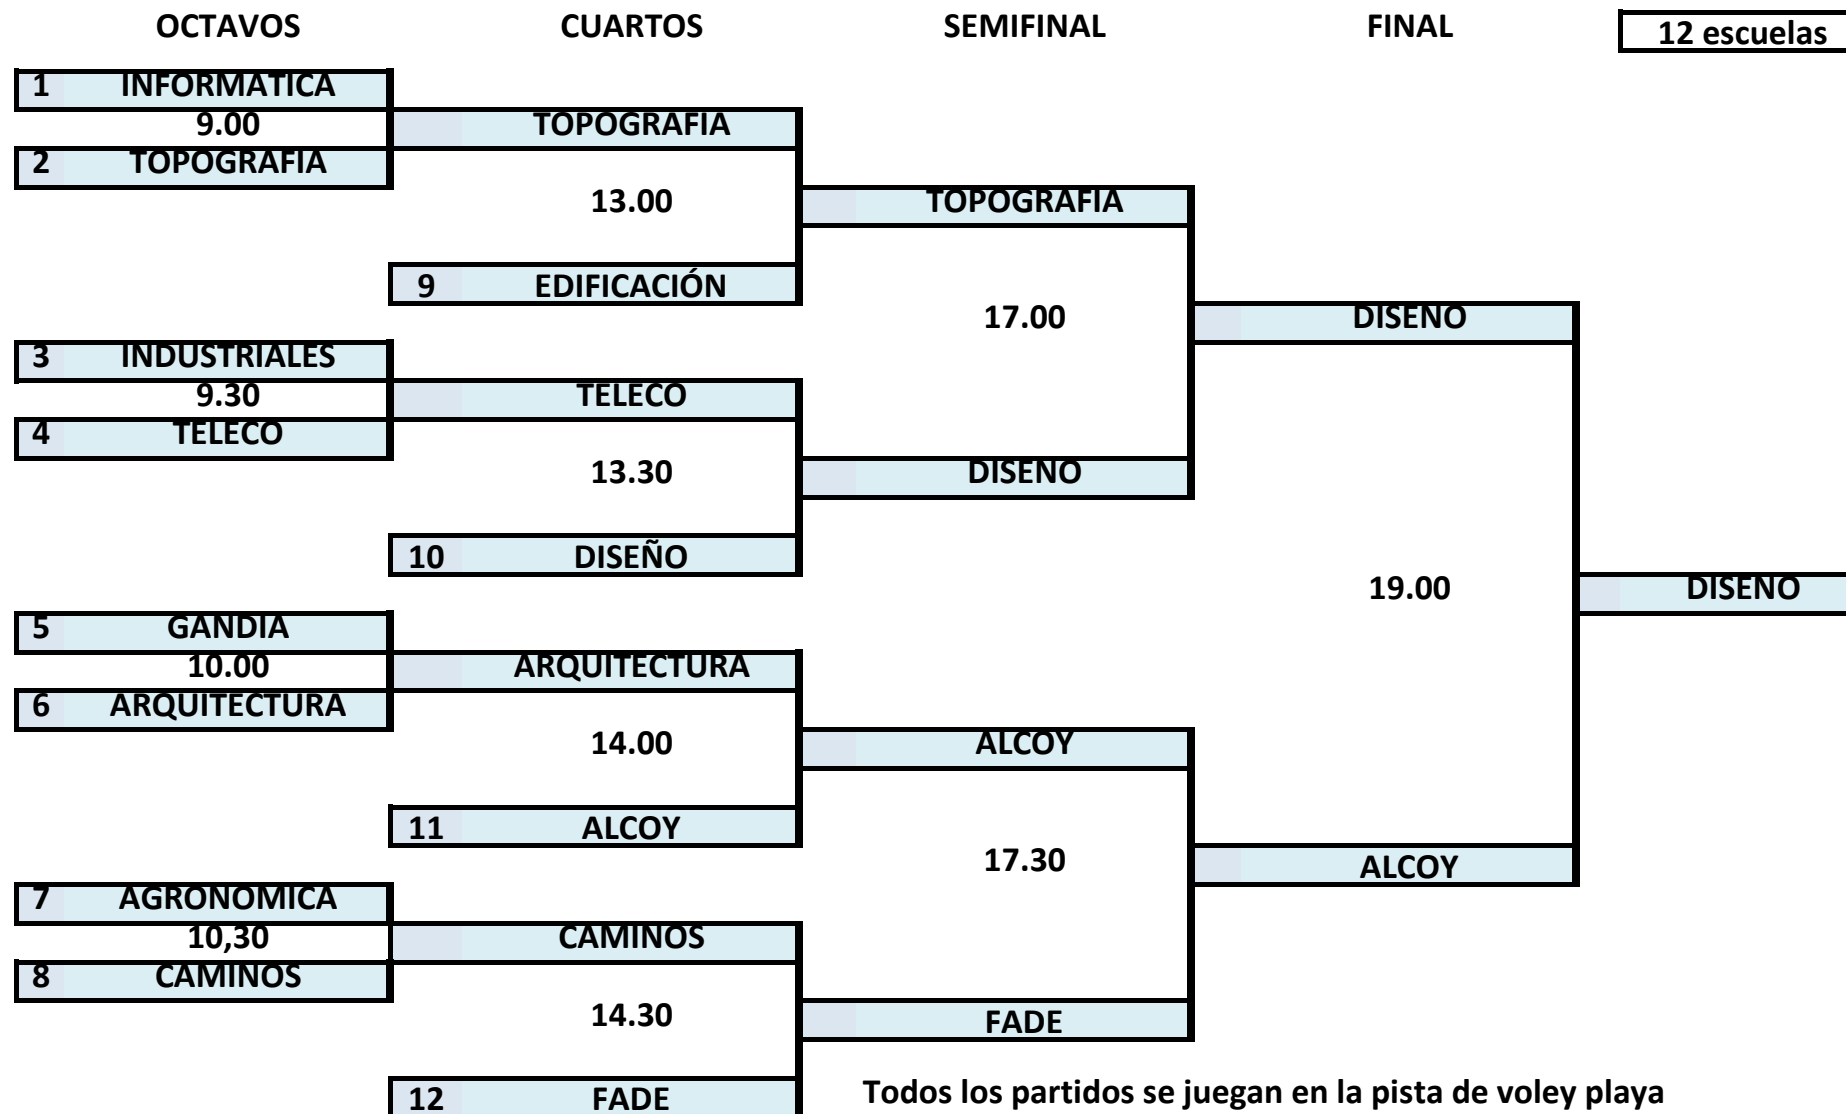 OCTAVOS CUARTOS SEMIFINAL FINAL 12 escuelas
1 INFORMATICA
9.00 TOPOGRAFIA
2 TOPOGRAFIA
13.00 TOPOGRAFIA
9 EDIFICACIÓN
17.00 DISENO
3 INDUSTRIALES
9.30 TELECO
4 TELECO
13.30 DISENO
10 DISEÑO
19.00 DISENO
5 GANDIA
10.00 ARQUITECTURA
6 ARQUITECTURA
14.00 ALCOY
11 ALCOY
17.30 ALCOY
7 AGRONOMICA
10,30 CAMINOS
8 CAMINOS
14.30 FADE
12 FADE
Todos los partidos se juegan en la pista de voley playa